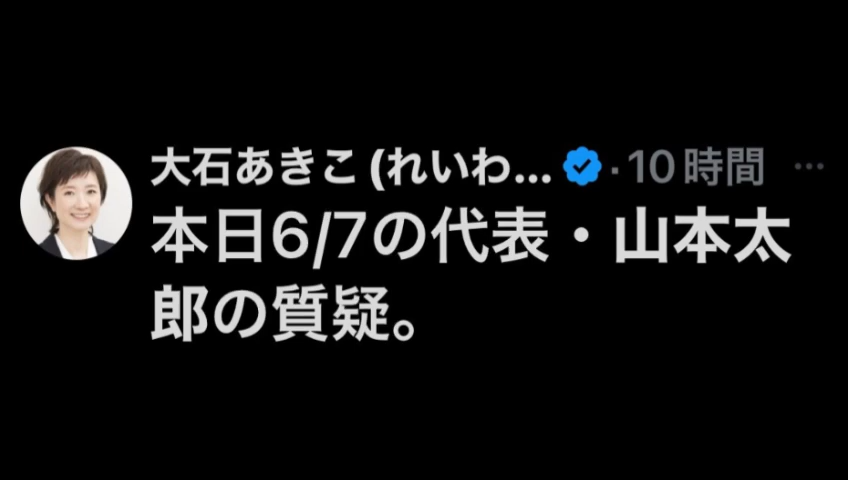 大石あきこ (れいわ... ・10時間 …
本日6/7の代表・山本太
郎の質疑。